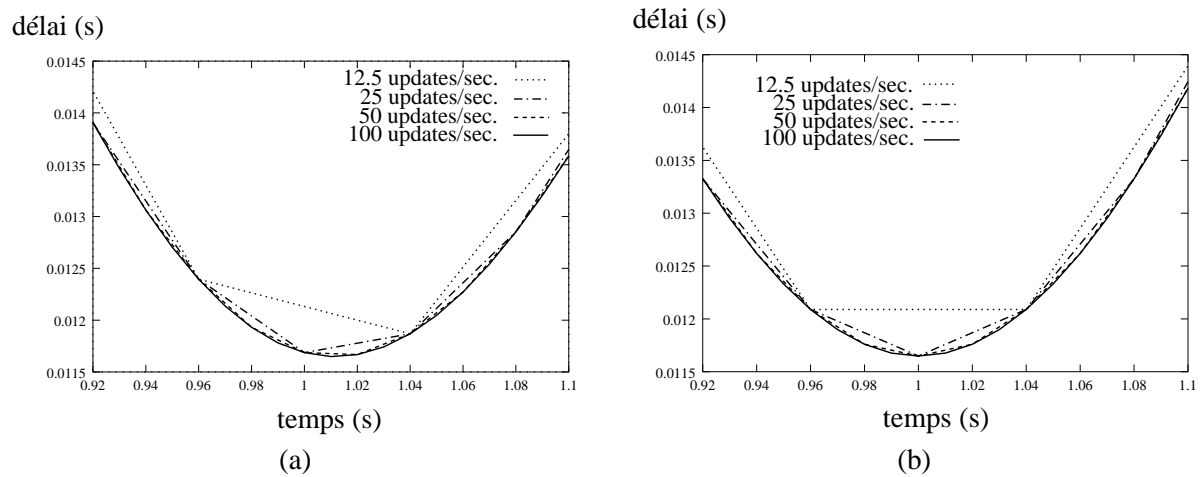 délai (s)
0.0145
0.014
0.0135
0.013
0.0125
0.012
0.0115
0.92 0.94 0.96 0.98 1 1.02 1.04 1.06 1.08 1.1
12.5 updates/sec.
25 updates/sec.
50 updates/sec.
100 updates/sec.
temps (s)
(a)
délai (s)
0.0145
0.014
0.0135
0.013
0.0125
0.012
0.0115
0.92 0.94 0.96 0.98 1 1.02 1.04 1.06 1.08 1.1
12.5 updates/sec.
25 updates/sec.
50 updates/sec.
100 updates/sec.
temps (s)
(b)